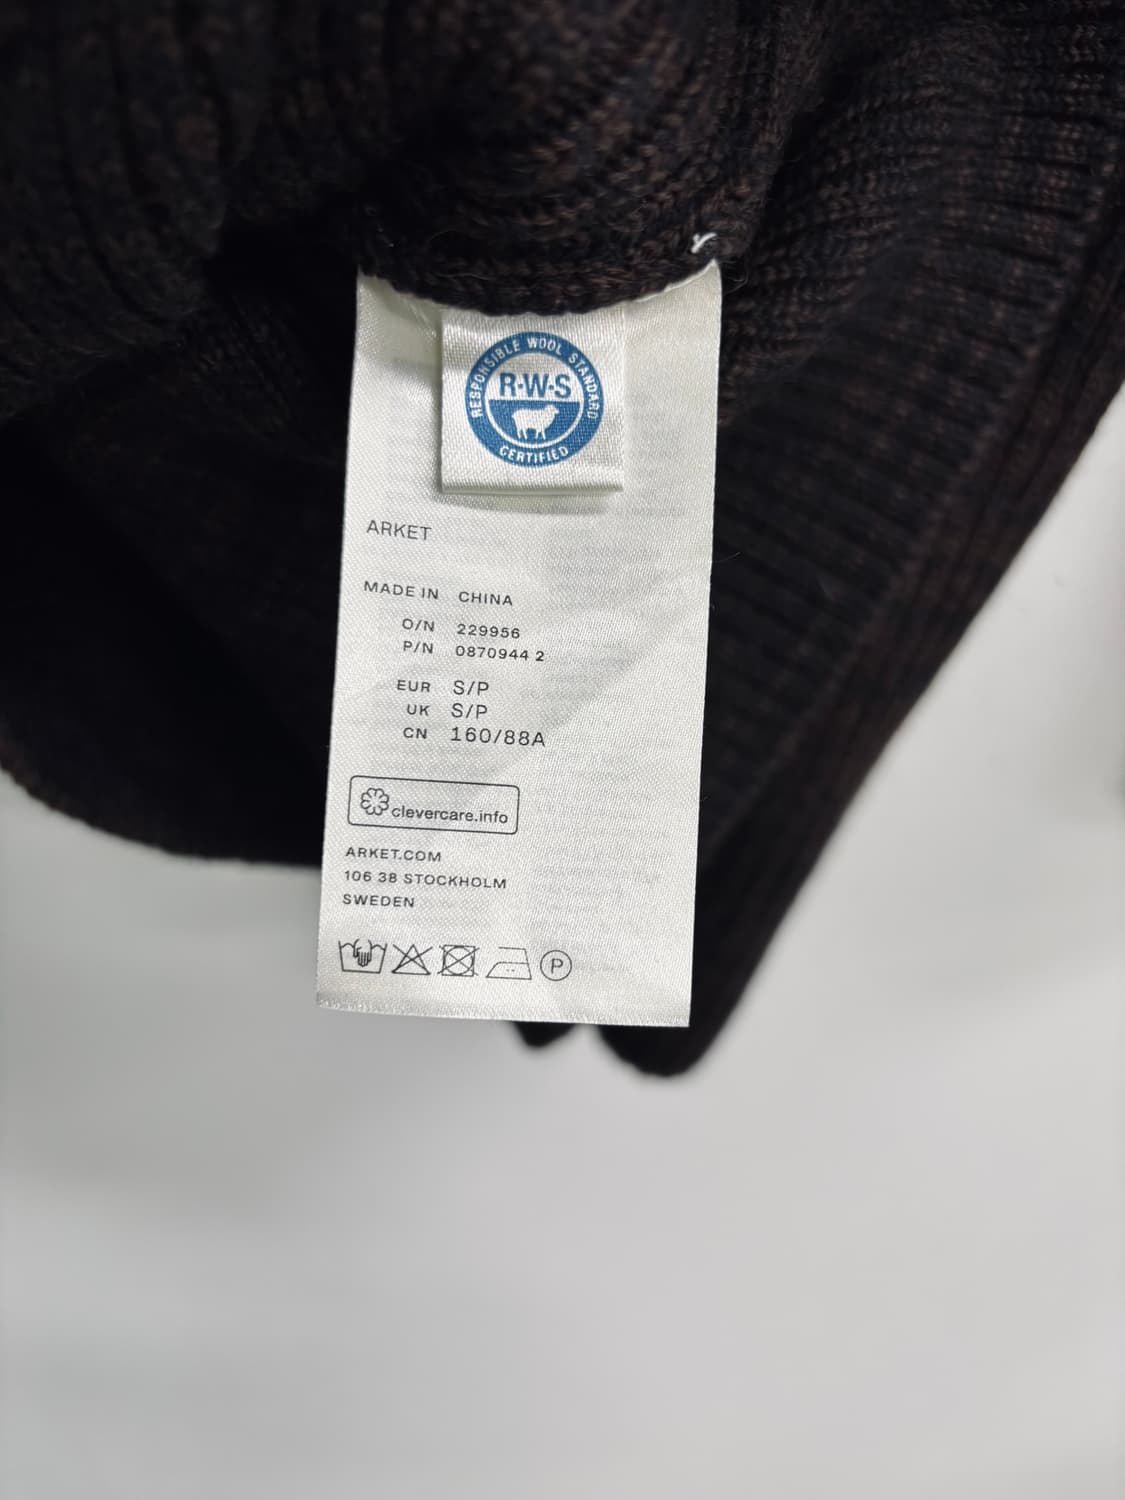 RESPONSIBLE WOOL STANDARD
R·W·S
CERTIFIED
ARKET
MADE IN CHINA
O/N 229956
P/N 0870944 2
EUR S/P
UK S/P
CN 160/88A
clevercare.info
ARKET.COM
106 38 STOCKHOLM
SWEDEN
P